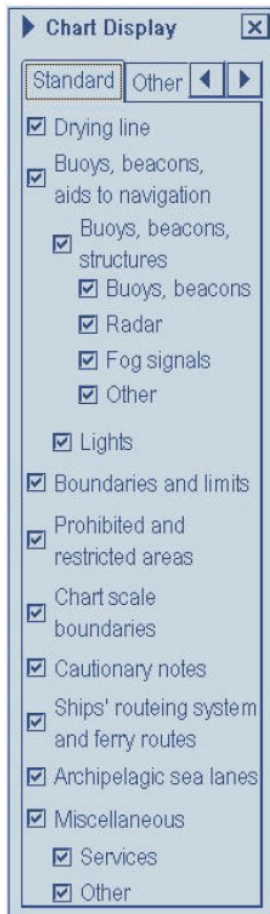 Chart Display
Standard Other
Drying line
Buoys, beacons,
aids to navigation
Buoys, beacons,
structures
Buoys, beacons
Radar
Fog signals
Other
Lights
Boundaries and limits
Prohibited and
restricted areas
Chart scale
boundaries
Cautionary notes
Ships' routeing system
and ferry routes
Archipelagic sea lanes
Miscellaneous
Services
Other